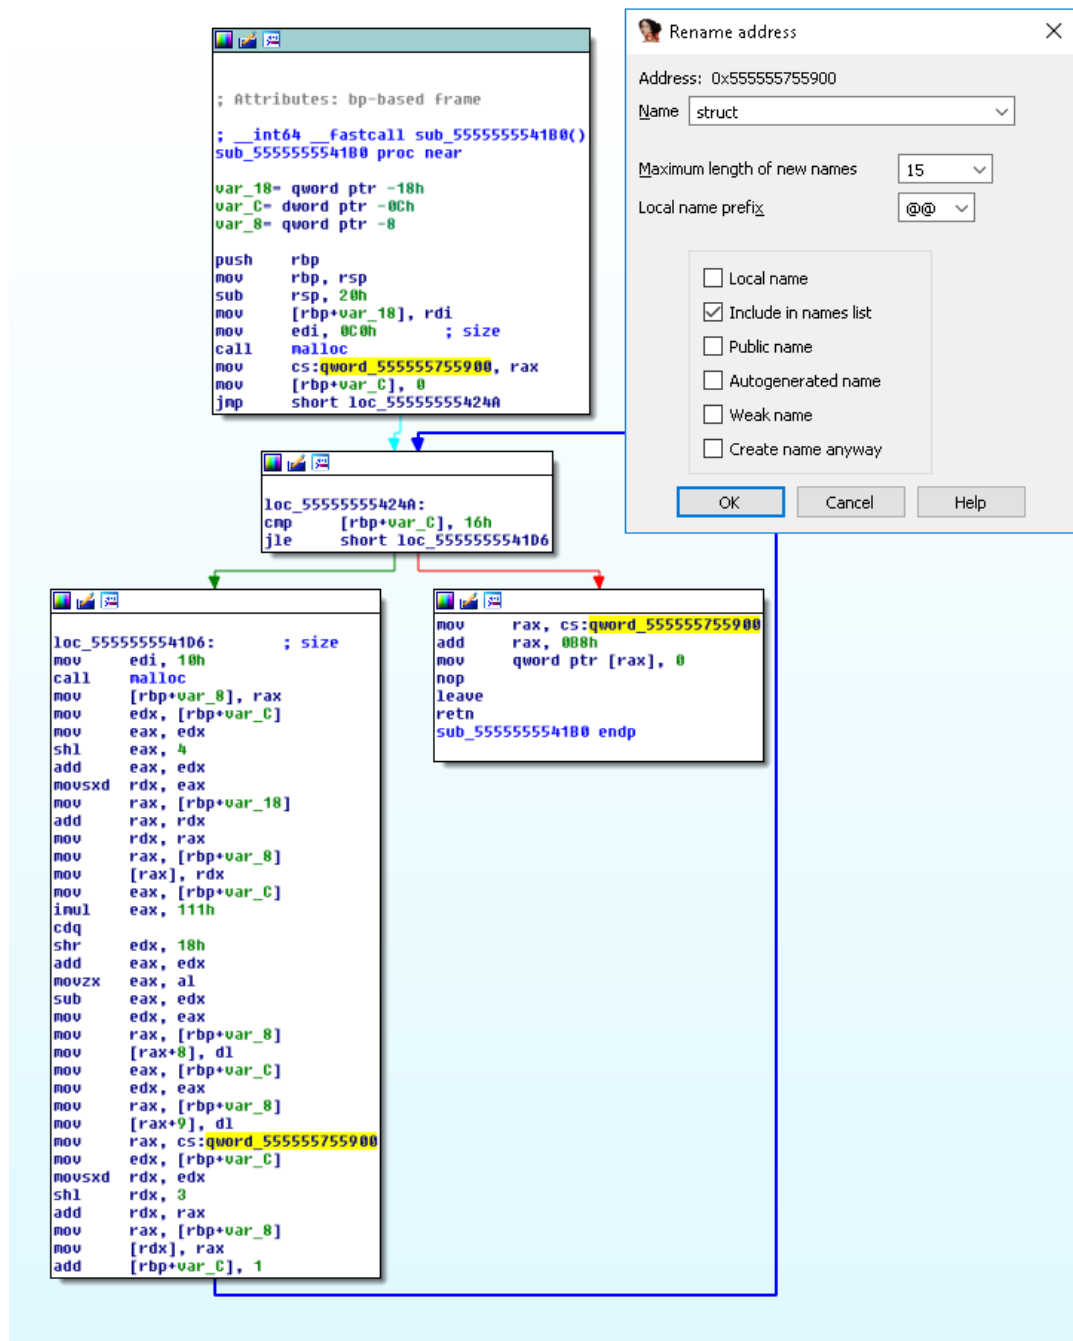 ; Attributes: bp-based frame
; __int64 __fastcall sub_5555555541B0()
sub_5555555541B0 proc near
var_18= qword ptr -18h
var_C= dword ptr -0Ch
var_8= qword ptr -8
push rbp
mov rbp, rsp
sub rsp, 20h
mov [rbp+var_18], rdi
mov edi, 0C0h ; size
call malloc
mov cs:qword_555555755900, rax
mov [rbp+var_C], 0
jmp short loc_55555555424A
loc_55555555424A:
cmp [rbp+var_C], 16h
jle short loc_5555555541D6
loc_5555555541D6: ; size
mov edi, 10h
call malloc
mov [rbp+var_8], rax
mov edx, [rbp+var_C]
mov eax, edx
shl eax, 4
add eax, edx
movsxd rdx, eax
mov rax, [rbp+var_18]
add rax, rdx
mov rdx, rax
mov rax, [rbp+var_8]
mov [rax], rdx
mov eax, [rbp+var_C]
imul eax, 111h
cdq
shr edx, 18h
add eax, edx
movzx eax, al
sub eax, edx
mov edx, eax
mov rax, [rbp+var_8]
mov [rax+8], dl
mov eax, [rbp+var_C]
mov edx, eax
mov rax, [rbp+var_8]
mov [rax+9], dl
mov rax, cs:qword_555555755900
mov edx, [rbp+var_C]
movsxd rdx, edx
shl rdx, 3
add rdx, rax
mov rax, [rbp+var_8]
mov [rdx], rax
add [rbp+var_C], 1
mov rax, cs:qword_555555755900
add rax, 0B8h
mov qword ptr [rax], 0
nop
leave
retn
sub_5555555541B0 endp
Rename address
Address: 0x555555755900
Name struct
Maximum length of new names 15
Local name prefix @@
Local name
Include in names list
Public name
Autogenerated name
Weak name
Create name anyway
OK Cancel Help